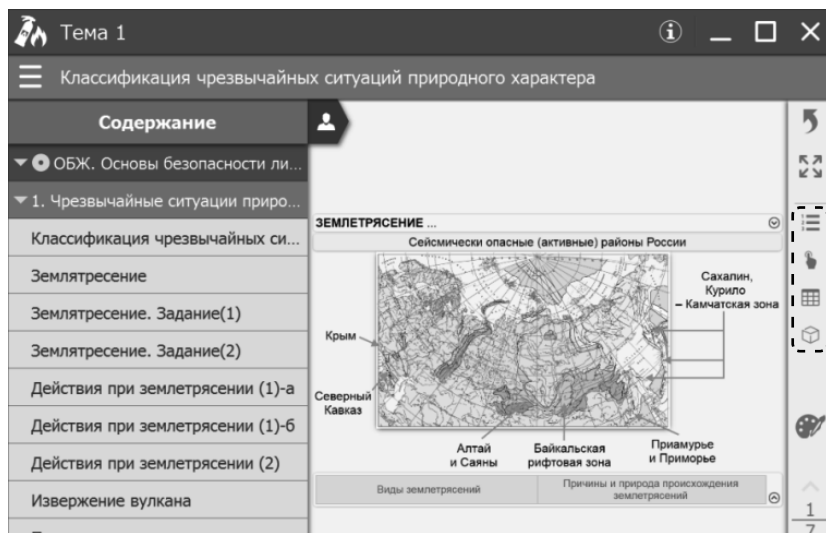 Тема 1
Классификация чрезвычайных ситуаций природного характера
Содержание
ОБЖ. Основы безопасности ли...
1. Чрезвычайные ситуации приро...
Классификация чрезвычайных си...
Землятресение
Землятресение. Задание(1)
Землятресение. Задание(2)
Действия при землетрясении (1)-а
Действия при землетрясении (1)-б
Действия при землетрясении (2)
Извержение вулкана
ЗЕМЛЕТРЯСЕНИЕ ...
Сейсмически опасные (активные) районы России
Сахалин,
Курило
– Камчатская зона
Крым
Северный
Кавказ
Алтай
и Саяны
Байкальская
рифтовая зона
Приамурье
и Приморье
Виды землетрясений
Причины и природа происхождения
землетрясений
1
7